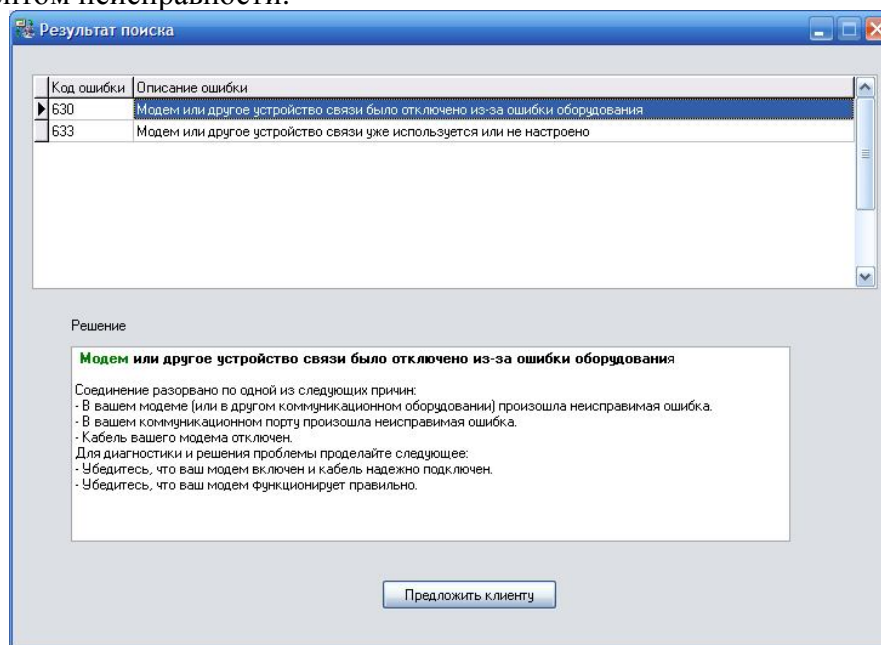 нтом неисправности.
Результат поиска
Код ошибки Описание ошибки
630 Модем или другое устройство связи было отключено из-за ошибки оборудования
633 Модем или другое устройство связи уже используется или не настроено
Решение
Модем или другое устройство связи было отключено из-за ошибки оборудования
Соединение разорвано по одной из следующих причин:
- В вашем модеме (или в другом коммуникационном оборудовании) произошла неисправимая ошибка.
- В вашем коммуникационном порту произошла неисправимая ошибка.
- Кабель вашего модема отключен.
Для диагностики и решения проблемы проделайте следующее:
- Убедитесь, что ваш модем включен и кабель надежно подключен.
- Убедитесь, что ваш модем функционирует правильно.
Предложить клиенту